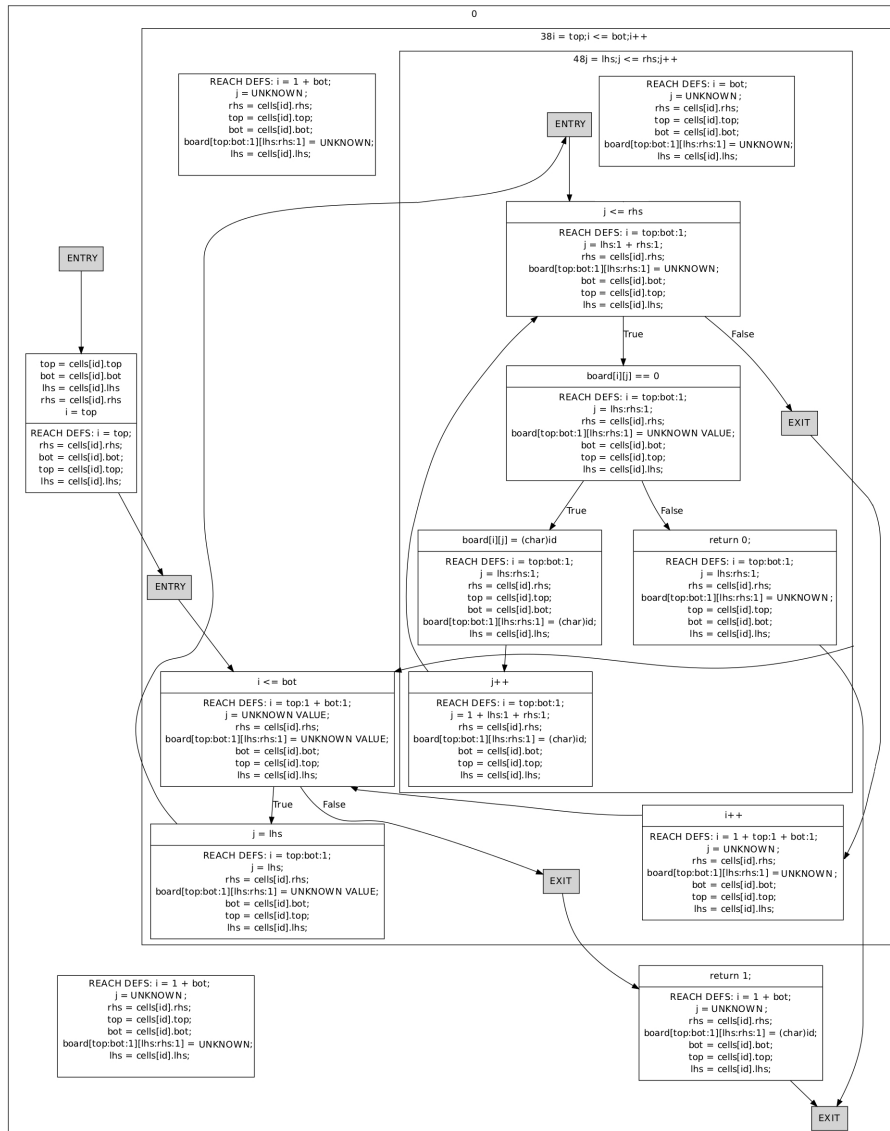 0
38i = top;i <= bot;i++
48j = lhs;j <= rhs;j++
REACH DEFS: i = 1 + bot;
j = UNKNOWN ;
rhs = cells[id].rhs;
top = cells[id].top;
bot = cells[id].bot;
board[top:bot:1][lhs:rhs:1] = UNKNOWN;
lhs = cells[id].lhs;
REACH DEFS: i = bot;
j = UNKNOWN ;
rhs = cells[id].rhs;
top = cells[id].top;
bot = cells[id].bot;
board[top:bot:1][lhs:rhs:1] = UNKNOWN;
lhs = cells[id].lhs;
ENTRY
j <= rhs
REACH DEFS: i = top:bot:1;
j = lhs:1 + rhs:1;
rhs = cells[id].rhs;
board[top:bot:1][lhs:rhs:1] = UNKNOWN;
bot = cells[id].bot;
top = cells[id].top;
lhs = cells[id].lhs;
ENTRY
True
False
top = cells[id].top
bot = cells[id].bot
lhs = cells[id].lhs
rhs = cells[id].rhs
i = top
REACH DEFS: i = top;
rhs = cells[id].rhs;
bot = cells[id].bot;
top = cells[id].top;
lhs = cells[id].lhs;
board[i][j] == 0
REACH DEFS: i = top:bot:1;
j = lhs:rhs:1;
rhs = cells[id].rhs;
board[top:bot:1][lhs:rhs:1] = UNKNOWN VALUE;
bot = cells[id].bot;
top = cells[id].top;
lhs = cells[id].lhs;
EXIT
True
False
board[i][j] = (char)id
REACH DEFS: i = top:bot:1;
j = lhs:rhs:1;
rhs = cells[id].rhs;
top = cells[id].top;
bot = cells[id].bot;
board[top:bot:1][lhs:rhs:1] = (char)id;
lhs = cells[id].lhs;
return 0;
REACH DEFS: i = top:bot:1;
j = lhs:rhs:1;
rhs = cells[id].rhs;
board[top:bot:1][lhs:rhs:1] = UNKNOWN ;
top = cells[id].top;
bot = cells[id].bot;
lhs = cells[id].lhs;
ENTRY
i <= bot
REACH DEFS: i = top:1 + bot:1;
j = UNKNOWN VALUE;
rhs = cells[id].rhs;
board[top:bot:1][lhs:rhs:1] = UNKNOWN VALUE;
bot = cells[id].bot;
top = cells[id].top;
lhs = cells[id].lhs;
j++
REACH DEFS: i = top:bot:1;
j = 1 + lhs:1 + rhs:1;
rhs = cells[id].rhs;
board[top:bot:1][lhs:rhs:1] = (char)id;
bot = cells[id].bot;
top = cells[id].top;
lhs = cells[id].lhs;
True
False
j = lhs
REACH DEFS: i = top:bot:1;
j = lhs;
rhs = cells[id].rhs;
board[top:bot:1][lhs:rhs:1] = UNKNOWN VALUE;
bot = cells[id].bot;
top = cells[id].top;
lhs = cells[id].lhs;
EXIT
i++
REACH DEFS: i = 1 + top:1 + bot:1;
j = UNKNOWN ;
rhs = cells[id].rhs;
board[top:bot:1][lhs:rhs:1] = UNKNOWN ;
bot = cells[id].bot;
top = cells[id].top;
lhs = cells[id].lhs;
REACH DEFS: i = 1 + bot;
j = UNKNOWN ;
rhs = cells[id].rhs;
top = cells[id].top;
bot = cells[id].bot;
board[top:bot:1][lhs:rhs:1] = UNKNOWN;
lhs = cells[id].lhs;
return 1;
REACH DEFS: i = 1 + bot;
j = UNKNOWN ;
rhs = cells[id].rhs;
board[top:bot:1][lhs:rhs:1] = (char)id;
bot = cells[id].bot;
top = cells[id].top;
lhs = cells[id].lhs;
EXIT